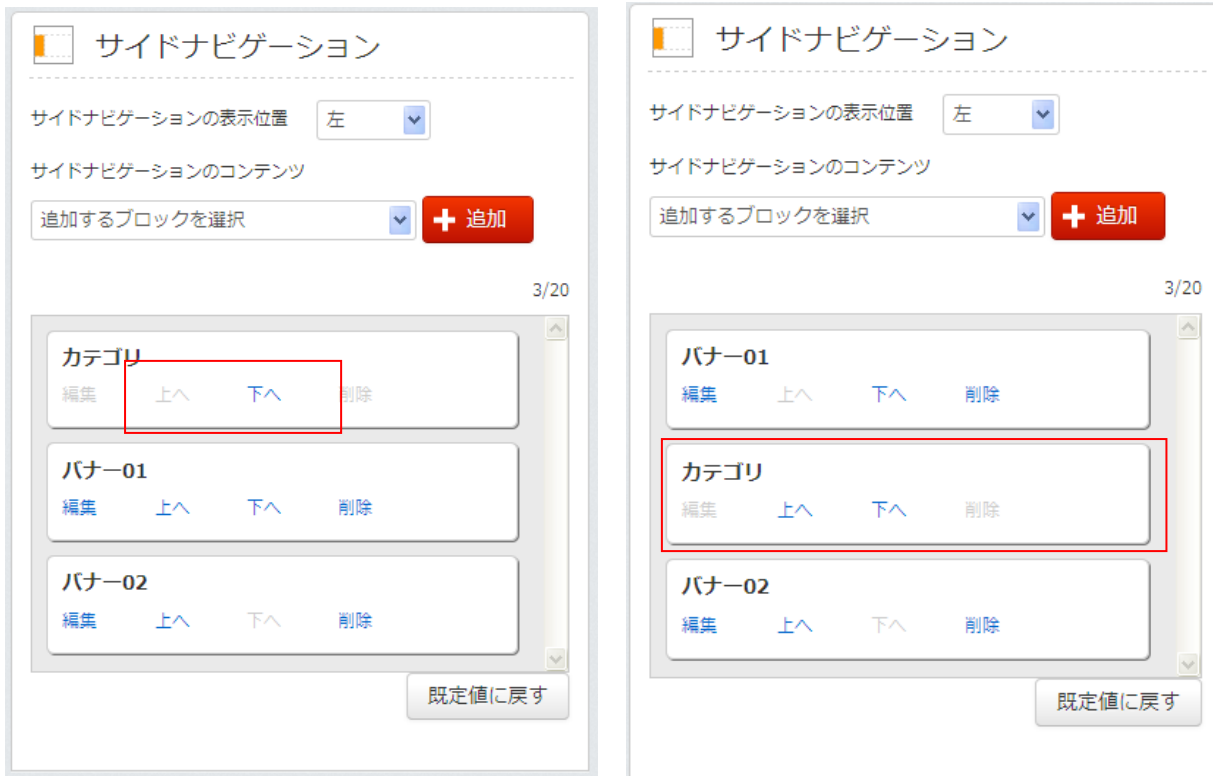 サイドナビゲーション
サイドナビゲーションの表示位置 左
サイドナビゲーションのコンテンツ
追加するブロックを選択 追加
3/20
カテゴリ
編集 上へ 下へ 削除
バナー01
編集 上へ 下へ 削除
バナー02
編集 上へ 下へ 削除
既定値に戻す
サイドナビゲーション
サイドナビゲーションの表示位置 左
サイドナビゲーションのコンテンツ
追加するブロックを選択 追加
3/20
バナー01
編集 上へ 下へ 削除
カテゴリ
編集 上へ 下へ 削除
バナー02
編集 上へ 下へ 削除
既定値に戻す